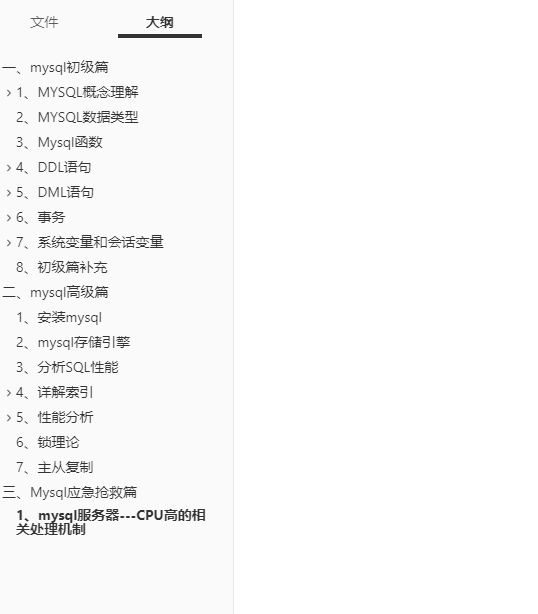 文件 大纲
一、mysql初级篇
1、MYSQL概念理解
2、MYSQL数据类型
3、Mysql函数
4、DDL语句
5、DML语句
6、事务
7、系统变量和会话变量
8、初级篇补充
二、mysql高级篇
1、安装mysql
2、mysql存储引擎
3、分析SQL性能
4、详解索引
5、性能分析
6、锁理论
7、主从复制
三、Mysql应急抢救篇
1、mysql服务器---CPU高的相
关处理机制